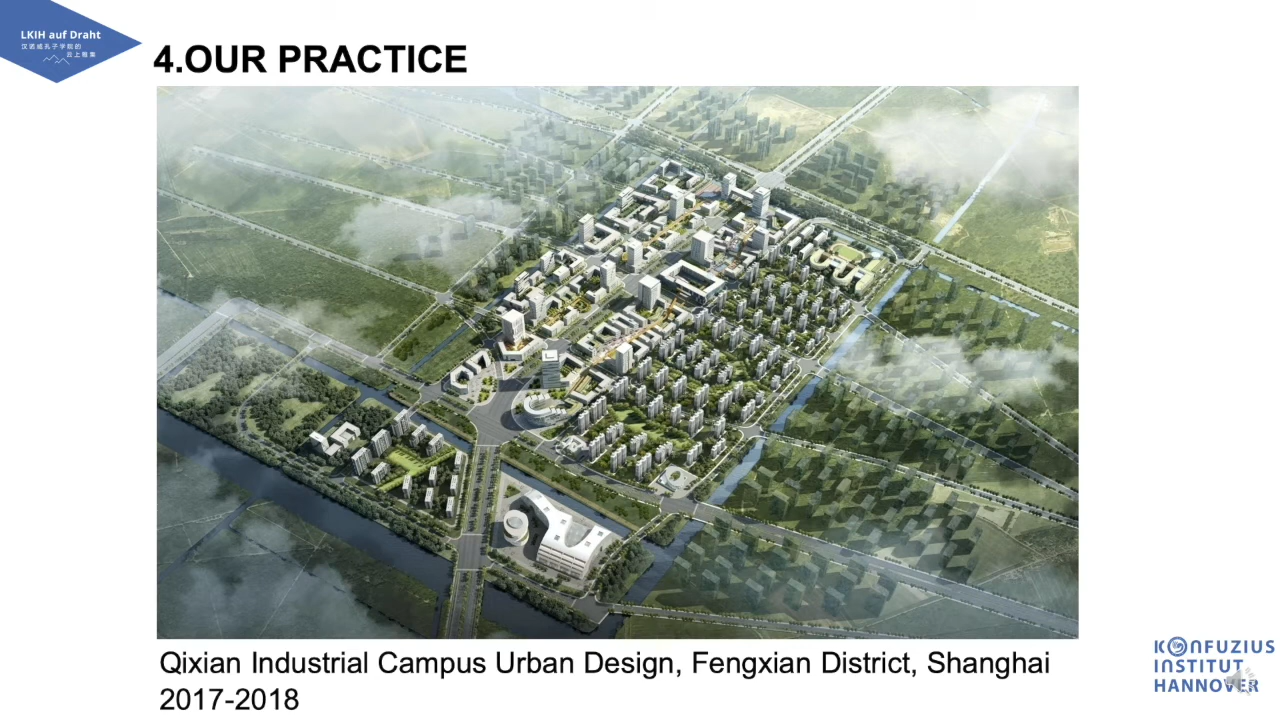 LKIH auf Draht
汉诺威孔子学院的
云上雅集
4.OUR PRACTICE
Qixian Industrial Campus Urban Design, Fengxian District, Shanghai
2017-2018
KONFUZIUS
INSTITUT
HANNOVER